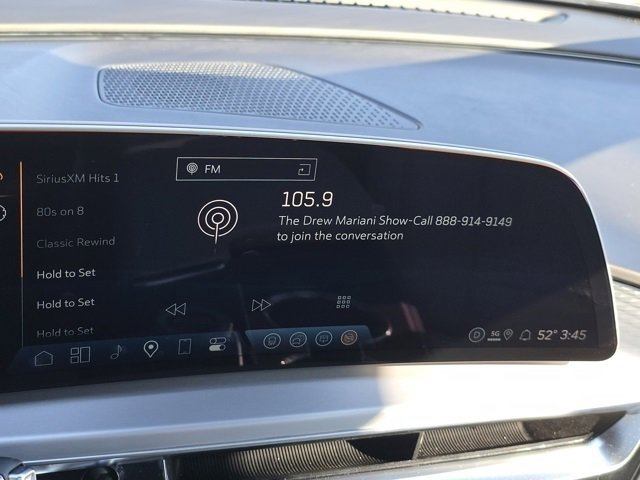 SiriusXM Hits 1
80s on 8
Classic Rewind
Hold to Set
Hold to Set
Hold to Set
FM
105.9
The Drew Mariani Show-Call 888-914-9149
to join the conversation
D 5G 52° 3:45